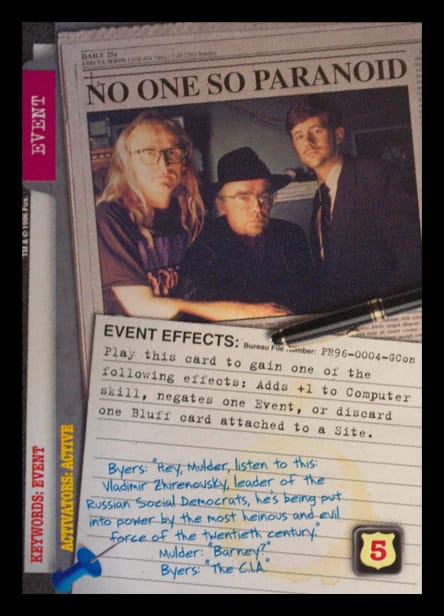 DAILY 25¢
NO ONE SO PARANOID
EVENT
TM & © 1996 Fox.
EVENT EFFECTS:
Bureau File Number: PR96-0004-GCon
Play this card to gain one of the
following effects: Adds +1 to Computer
skill, negates one Event, or discard
one Bluff card attached to a Site.
KEYWORDS: EVENT
ACTIVATORS: ACTIVE
Byers: "Hey, Mulder, listen to this:
Vladimir Zhirenovsky, leader of the
Russian Social Democrats, he's being put
into power by the most heinous and evil
force of the twentieth century."
Mulder: "Barney?"
Byers: "The C.I.A."
5